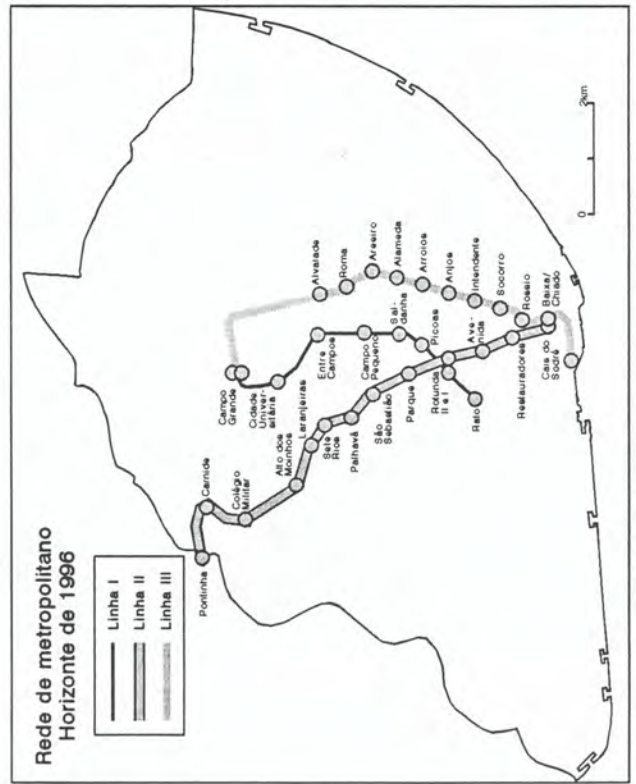 Rede de metropolitano
Horizonte de 1996
Linha I
Linha II
Linha III
Pontinha
Carnide
Colégio
Militar
Alto dos
Moinhos
Laranjeiras
Sete
Rios
Palhavã
São
Sebastião
Parque
Rotunda
II e I
Avenida
Restauradores
Baixa/
Chiado
Campo
Grande
Cidade
Univer-
sitária
Entre
Campos
Campo
Pequeno
Sal-
danha
Picoas
Rato
Alvalade
Roma
Areeiro
Alameda
Arroios
Anjos
Intendente
Socorro
Rossio
Cais do
Sodré
0
2km